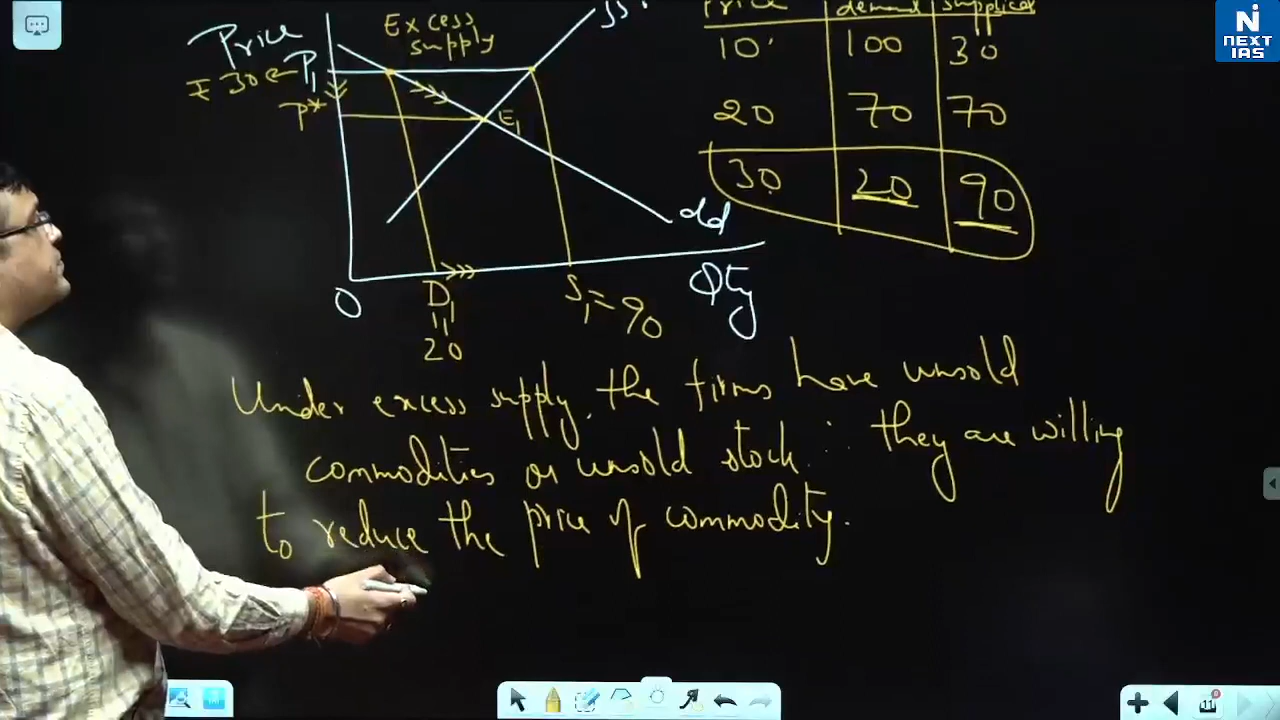 Price demand supplied
Excess
supply
ss
Price
10 100 30
₹ 30 ← P₁
20 70 70
P* E₁
30 20 90
dd
O D₁ S₁ = 90 Qty
||
20
Under excess supply, the firms have unsold
commodities or unsold stock ∴ they are willing
to reduce the price of commodity.
NEXT
IAS
11